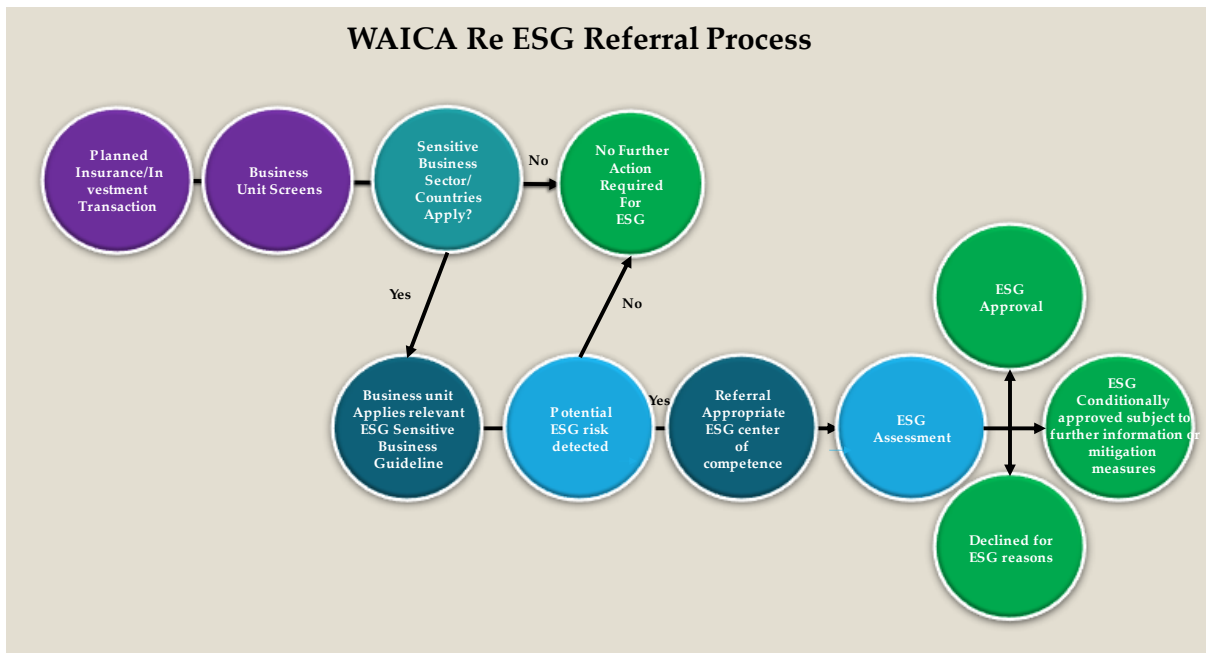 WAICA Re ESG Referral Process
Planned
Insurance/In
vestment
Transaction
Business
Unit Screens
Sensitive
Business
Sector/
Countries
Apply?
No
No Further
Action
Required
For
ESG
Yes
No
Business unit
Applies relevant
ESG Sensitive
Business
Guideline
Potential
ESG risk
detected
Yes
Referral
Appropriate
ESG center
of
competence
ESG
Assessment
ESG
Approval
ESG
Conditionally
approved subject to
further information or
mitigation
measures
Declined for
ESG reasons